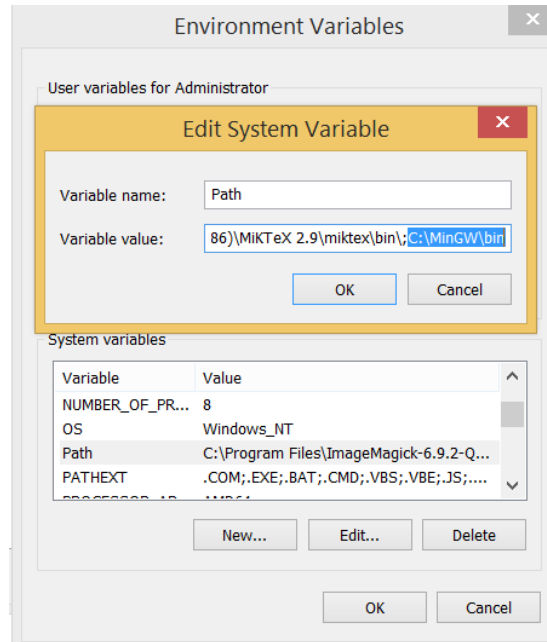 Environment Variables
User variables for Administrator
Edit System Variable
Variable name: Path
Variable value: 86)\MiKTeX 2.9\miktex\bin\;C:\MinGW\bin
OK Cancel
System variables
Variable Value
NUMBER_OF_PR... 8
OS Windows_NT
Path C:\Program Files\ImageMagick-6.9.2-Q...
PATHEXT .COM;.EXE;.BAT;.CMD;.VBS;.VBE;.JS;....
New... Edit... Delete
OK Cancel